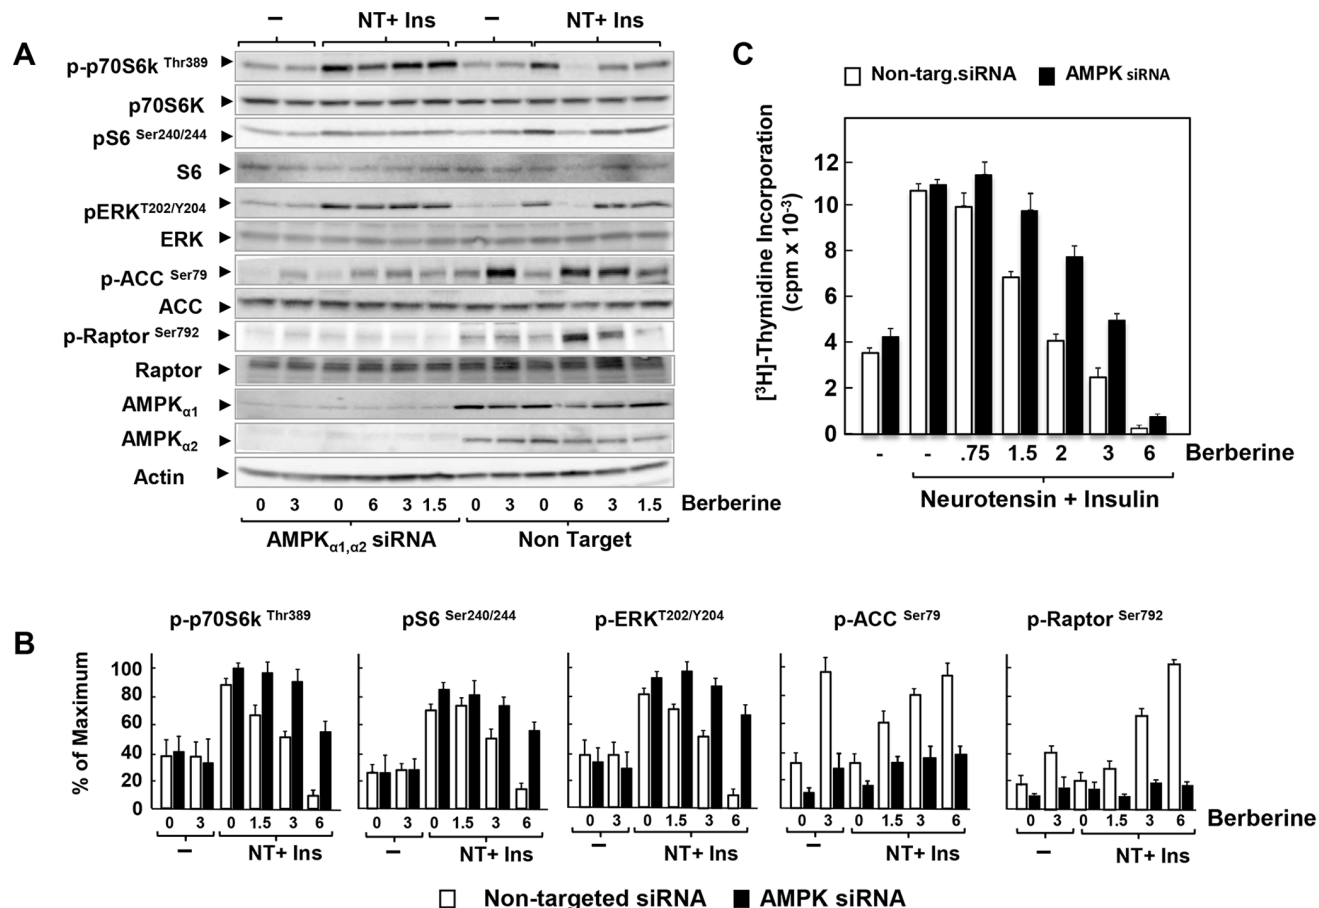 – NT+ Ins – NT+ Ins
A
p-p70S6k Thr389
p70S6K
pS6 Ser240/244
S6
pERKT202/Y204
ERK
p-ACC Ser79
ACC
p-Raptor Ser792
Raptor
AMPKα1
AMPKα2
Actin
0 3 0 6 3 1.5 0 3 0 6 3 1.5 Berberine
AMPKα1,α2 siRNA Non Target
C
Non-targ.siRNA AMPK siRNA
[3H]-Thymidine Incorporation
(cpm x 10-3)
12
10
8
6
4
2
0
- - .75 1.5 2 3 6 Berberine
Neurotensin + Insulin
B
p-p70S6k Thr389 pS6 Ser240/244 p-ERKT202/Y204 p-ACC Ser79 p-Raptor Ser792
% of Maximum
100
80
60
40
20
0
0 3 0 1.5 3 6 0 3 0 1.5 3 6 0 3 0 1.5 3 6 0 3 0 1.5 3 6 0 3 0 1.5 3 6 Berberine
– NT+ Ins – NT+ Ins – NT+ Ins – NT+ Ins – NT+ Ins
Non-targeted siRNA AMPK siRNA